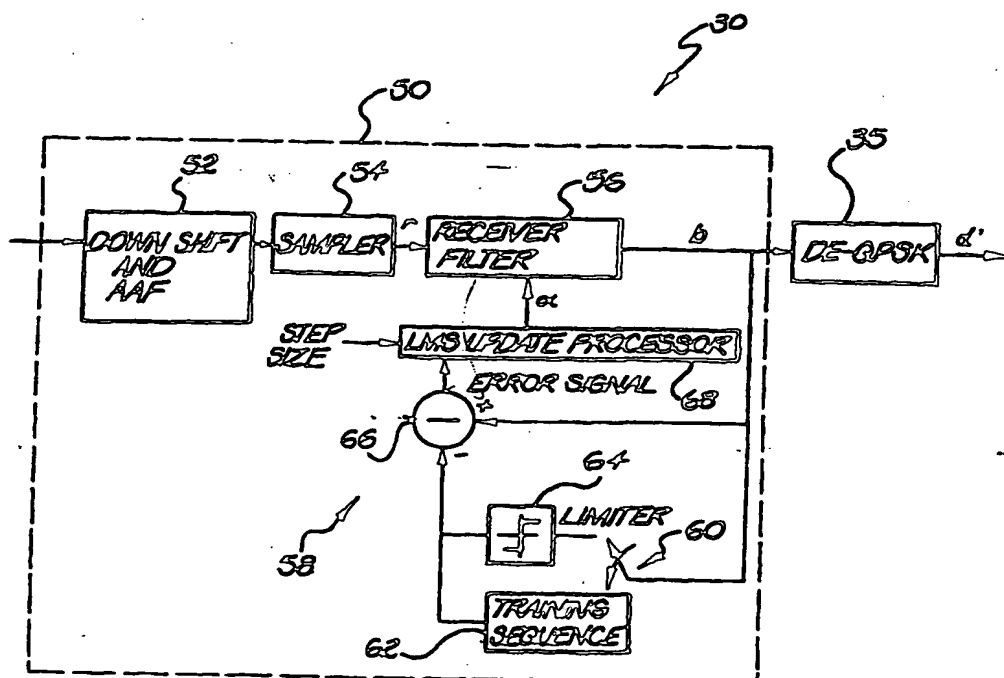 30
50
52
54
56
35
DOWN SHIFT
AND
AAF
SAMPLER
r
RECEIVER
FILTER
b
DE-QPSK
d'
a
STEP
SIZE
LMS UPDATE PROCESSOR
ERROR SIGNAL
68
+
66
−
−
64
LIMITER
60
58
TRAINING
SEQUENCE
62